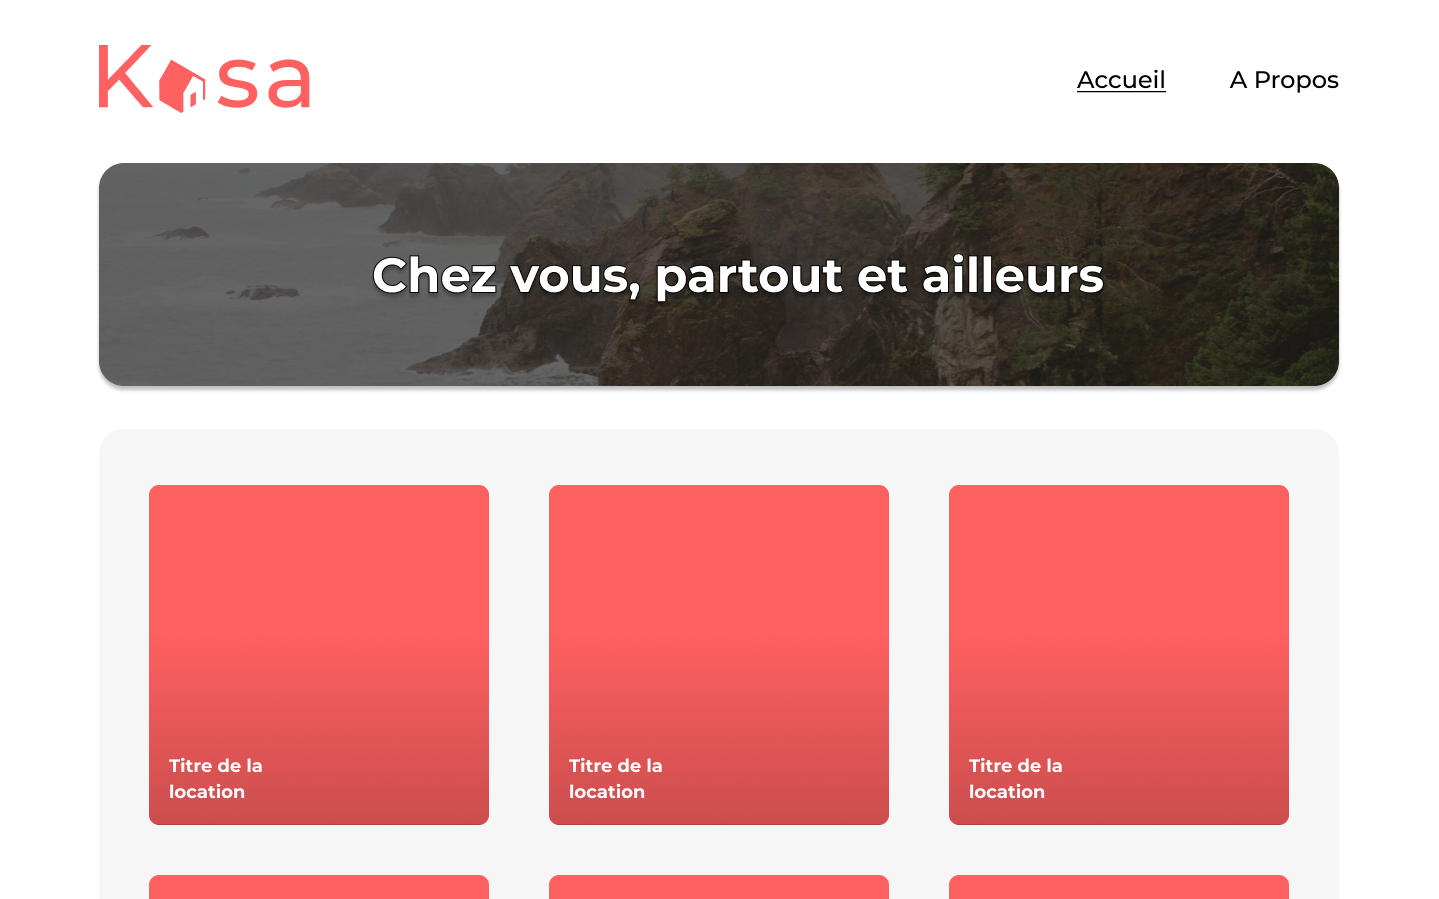 Kasa
Accueil
A Propos
Chez vous, partout et ailleurs
Titre de la
location
Titre de la
location
Titre de la
location